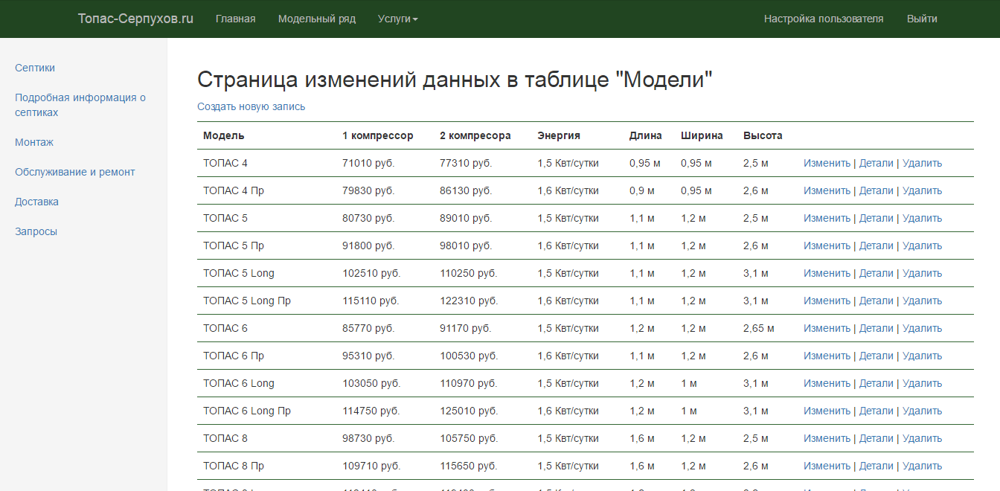 Топас-Серпухов.ru Главная Модельный ряд Услуги Настройка пользователя Выйти
Септики
Подробная информация о
септиках
Монтаж
Обслуживание и ремонт
Доставка
Запросы
Страница изменений данных в таблице "Модели"
Создать новую запись
Модель 1 компрессор 2 компресора Энергия Длина Ширина Высота
ТОПАС 4 71010 руб. 77310 руб. 1,5 Квт/сутки 0,95 м 0,95 м 2,5 м Изменить | Детали | Удалить
ТОПАС 4 Пр 79830 руб. 86130 руб. 1,6 Квт/сутки 0,9 м 0,95 м 2,6 м Изменить | Детали | Удалить
ТОПАС 5 80730 руб. 89010 руб. 1,5 Квт/сутки 1,1 м 1,2 м 2,5 м Изменить | Детали | Удалить
ТОПАС 5 Пр 91800 руб. 98010 руб. 1,6 Квт/сутки 1,1 м 1,2 м 2,6 м Изменить | Детали | Удалить
ТОПАС 5 Long 102510 руб. 110250 руб. 1,5 Квт/сутки 1,1 м 1,2 м 3,1 м Изменить | Детали | Удалить
ТОПАС 5 Long Пр 115110 руб. 122310 руб. 1,6 Квт/сутки 1,1 м 1,2 м 3,1 м Изменить | Детали | Удалить
ТОПАС 6 85770 руб. 91170 руб. 1,5 Квт/сутки 1,2 м 1,2 м 2,65 м Изменить | Детали | Удалить
ТОПАС 6 Пр 95310 руб. 100530 руб. 1,6 Квт/сутки 1,1 м 1,2 м 2,6 м Изменить | Детали | Удалить
ТОПАС 6 Long 103050 руб. 110970 руб. 1,5 Квт/сутки 1,2 м 1 м 3,1 м Изменить | Детали | Удалить
ТОПАС 6 Long Пр 114750 руб. 125010 руб. 1,6 Квт/сутки 1,2 м 1 м 3,1 м Изменить | Детали | Удалить
ТОПАС 8 98730 руб. 105750 руб. 1,5 Квт/сутки 1,6 м 1,2 м 2,5 м Изменить | Детали | Удалить
ТОПАС 8 Пр 109710 руб. 115650 руб. 1,5 Квт/сутки 1,6 м 1,2 м 2,6 м Изменить | Детали | Удалить